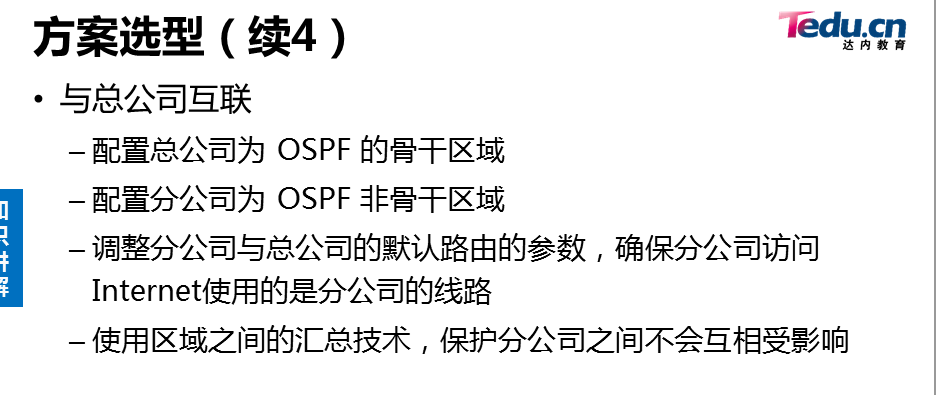 方案选型（续4）
Tedu.cn
达内教育
• 与总公司互联
– 配置总公司为 OSPF 的骨干区域
– 配置分公司为 OSPF 非骨干区域
– 调整分公司与总公司的默认路由的参数，确保分公司访问
Internet使用的是分公司的线路
– 使用区域之间的汇总技术，保护分公司之间不会互相受影响